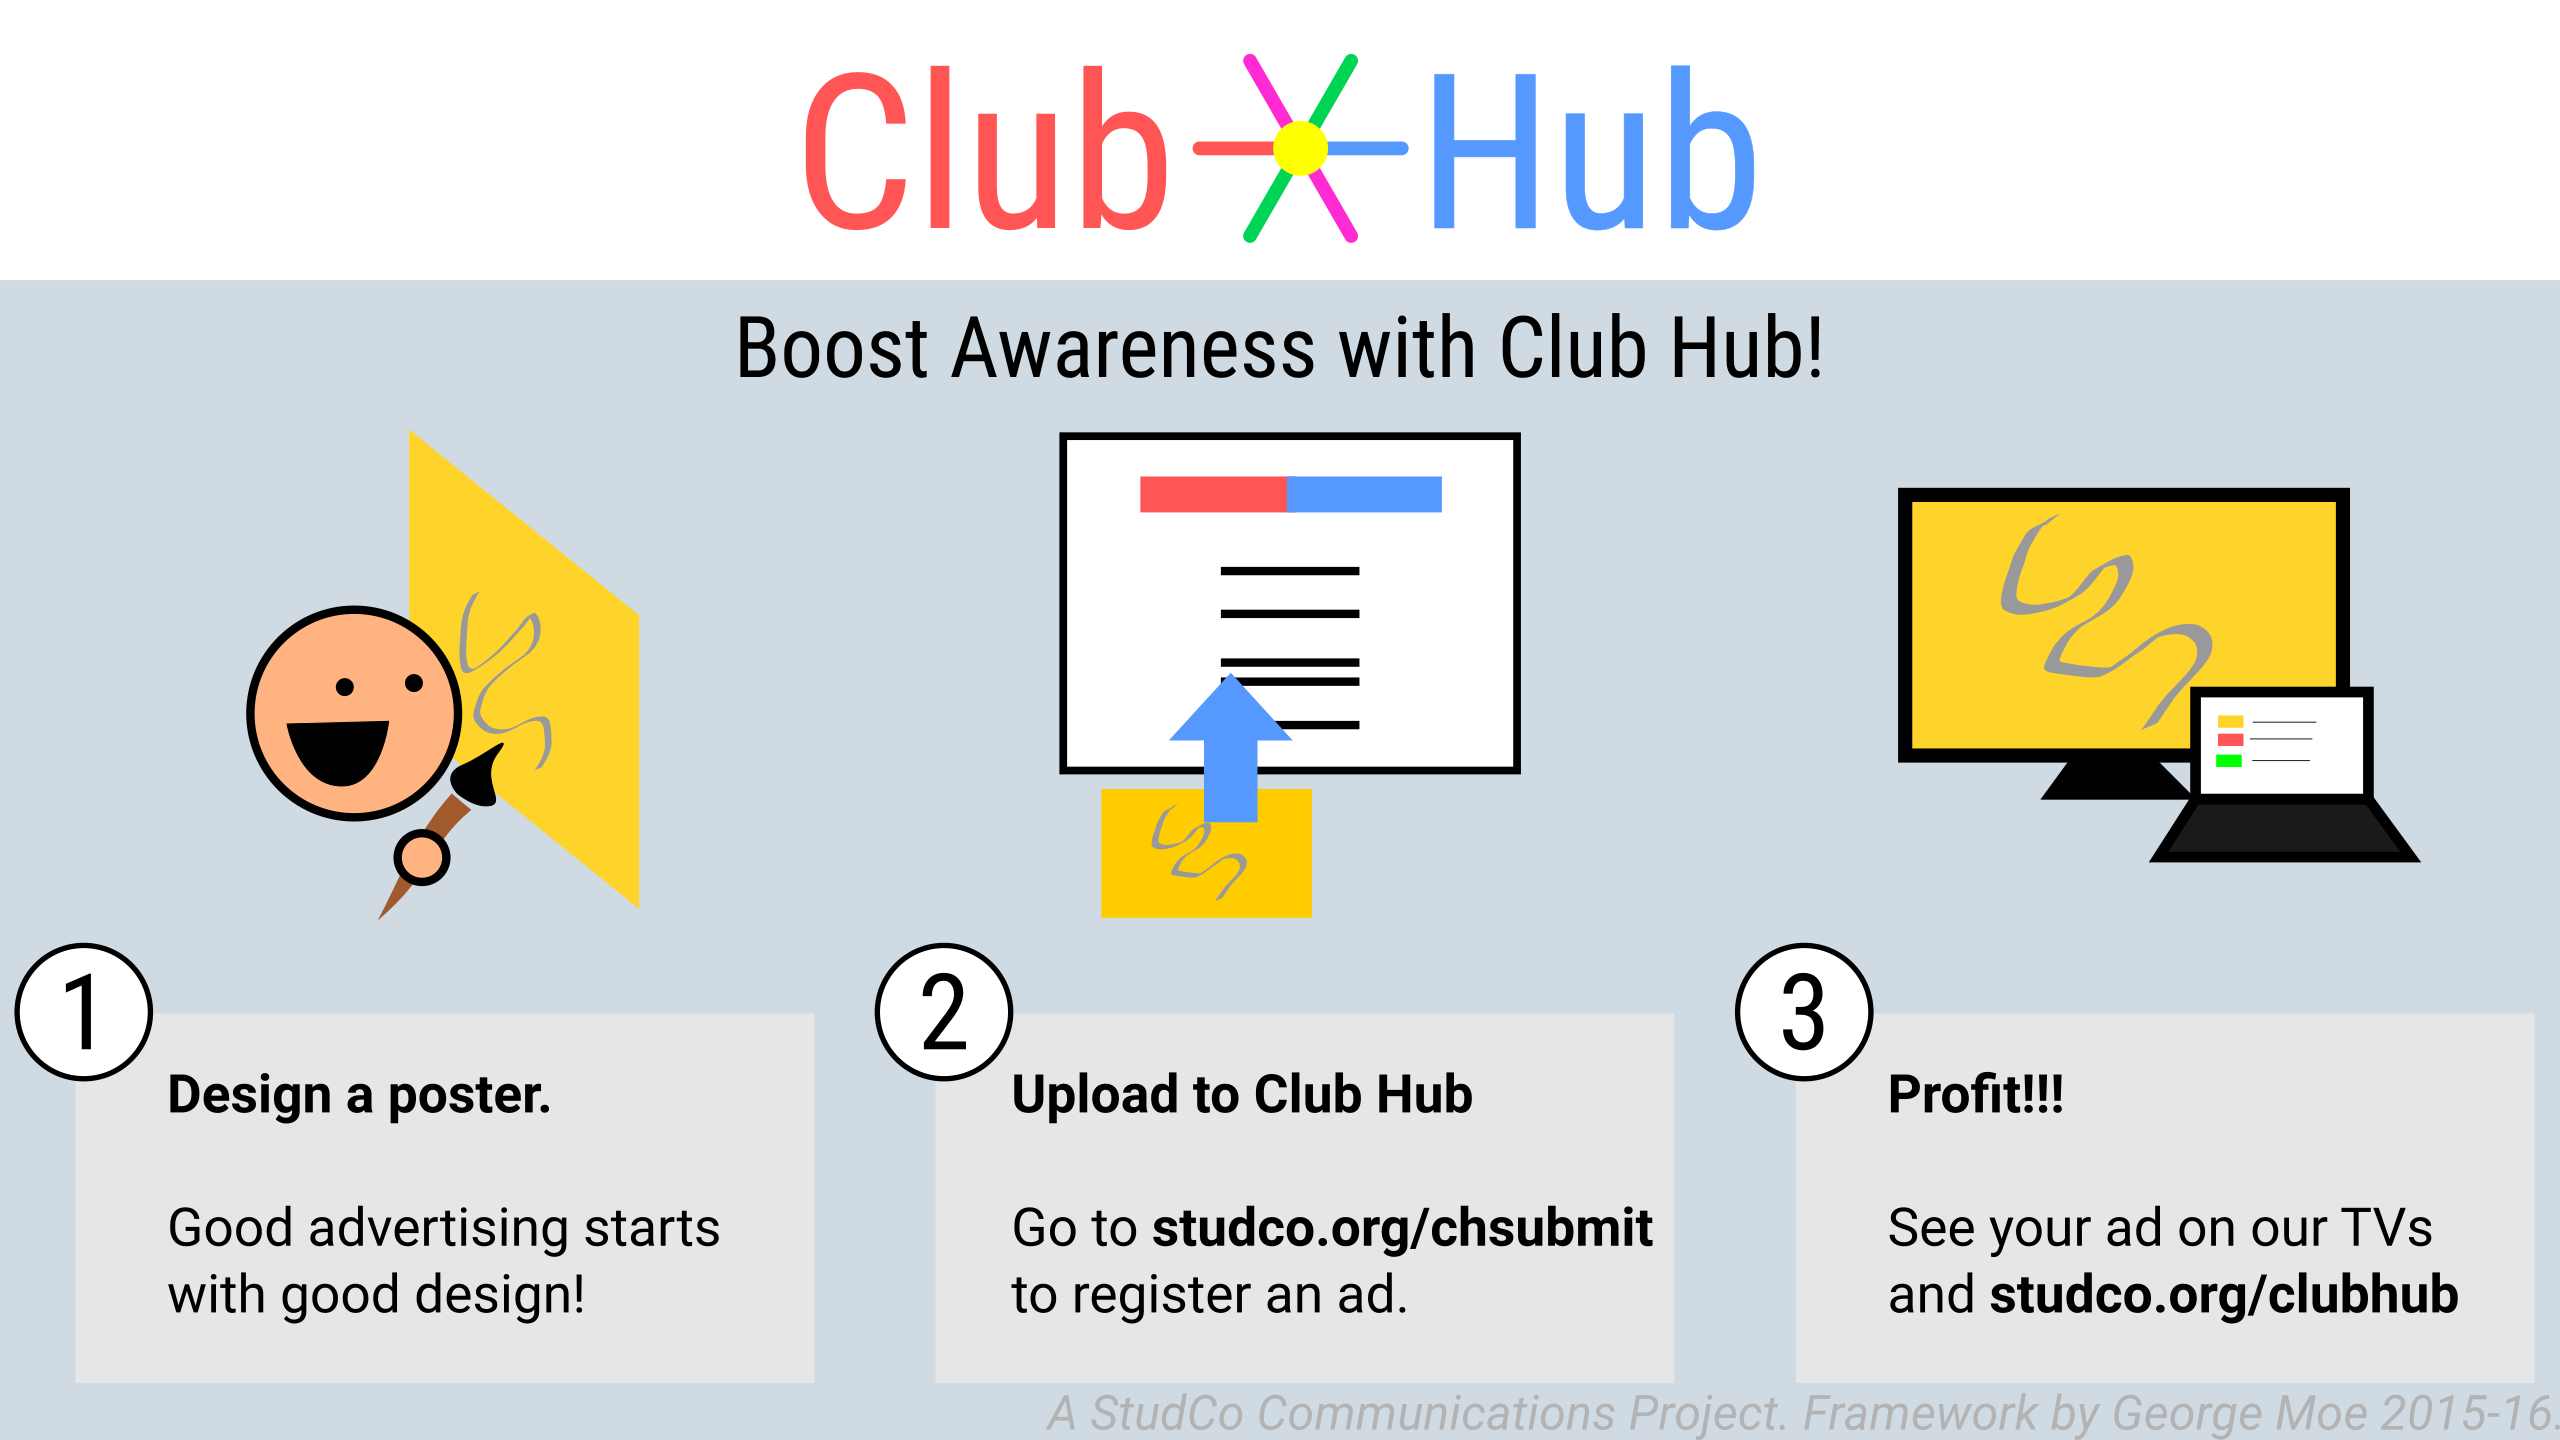 Club Hub
Boost Awareness with Club Hub!
1
Design a poster.
Good advertising starts
with good design!
2
Upload to Club Hub
Go to studco.org/chsubmit
to register an ad.
3
Profit!!!
See your ad on our TVs
and studco.org/clubhub
A StudCo Communications Project. Framework by George Moe 2015-16.